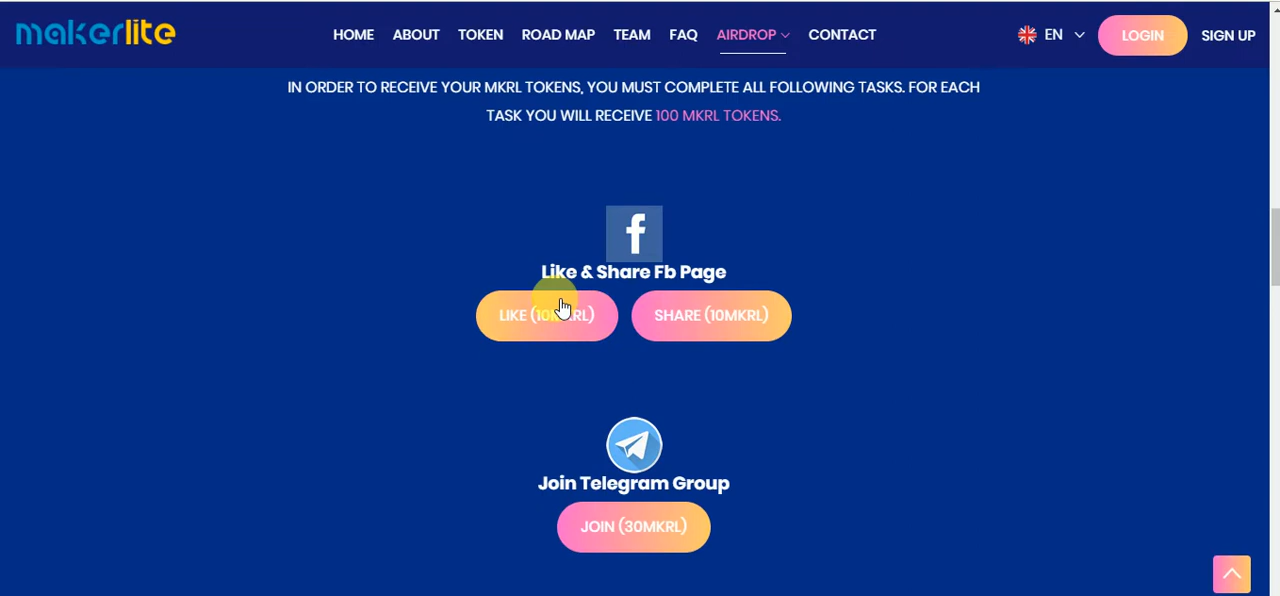 makerlite
HOME ABOUT TOKEN ROAD MAP TEAM FAQ AIRDROP CONTACT EN LOGIN SIGN UP
IN ORDER TO RECEIVE YOUR MKRL TOKENS, YOU MUST COMPLETE ALL FOLLOWING TASKS. FOR EACH
TASK YOU WILL RECEIVE 100 MKRL TOKENS.
Like & Share Fb Page
LIKE (10MKRL) SHARE (10MKRL)
Join Telegram Group
JOIN (30MKRL)